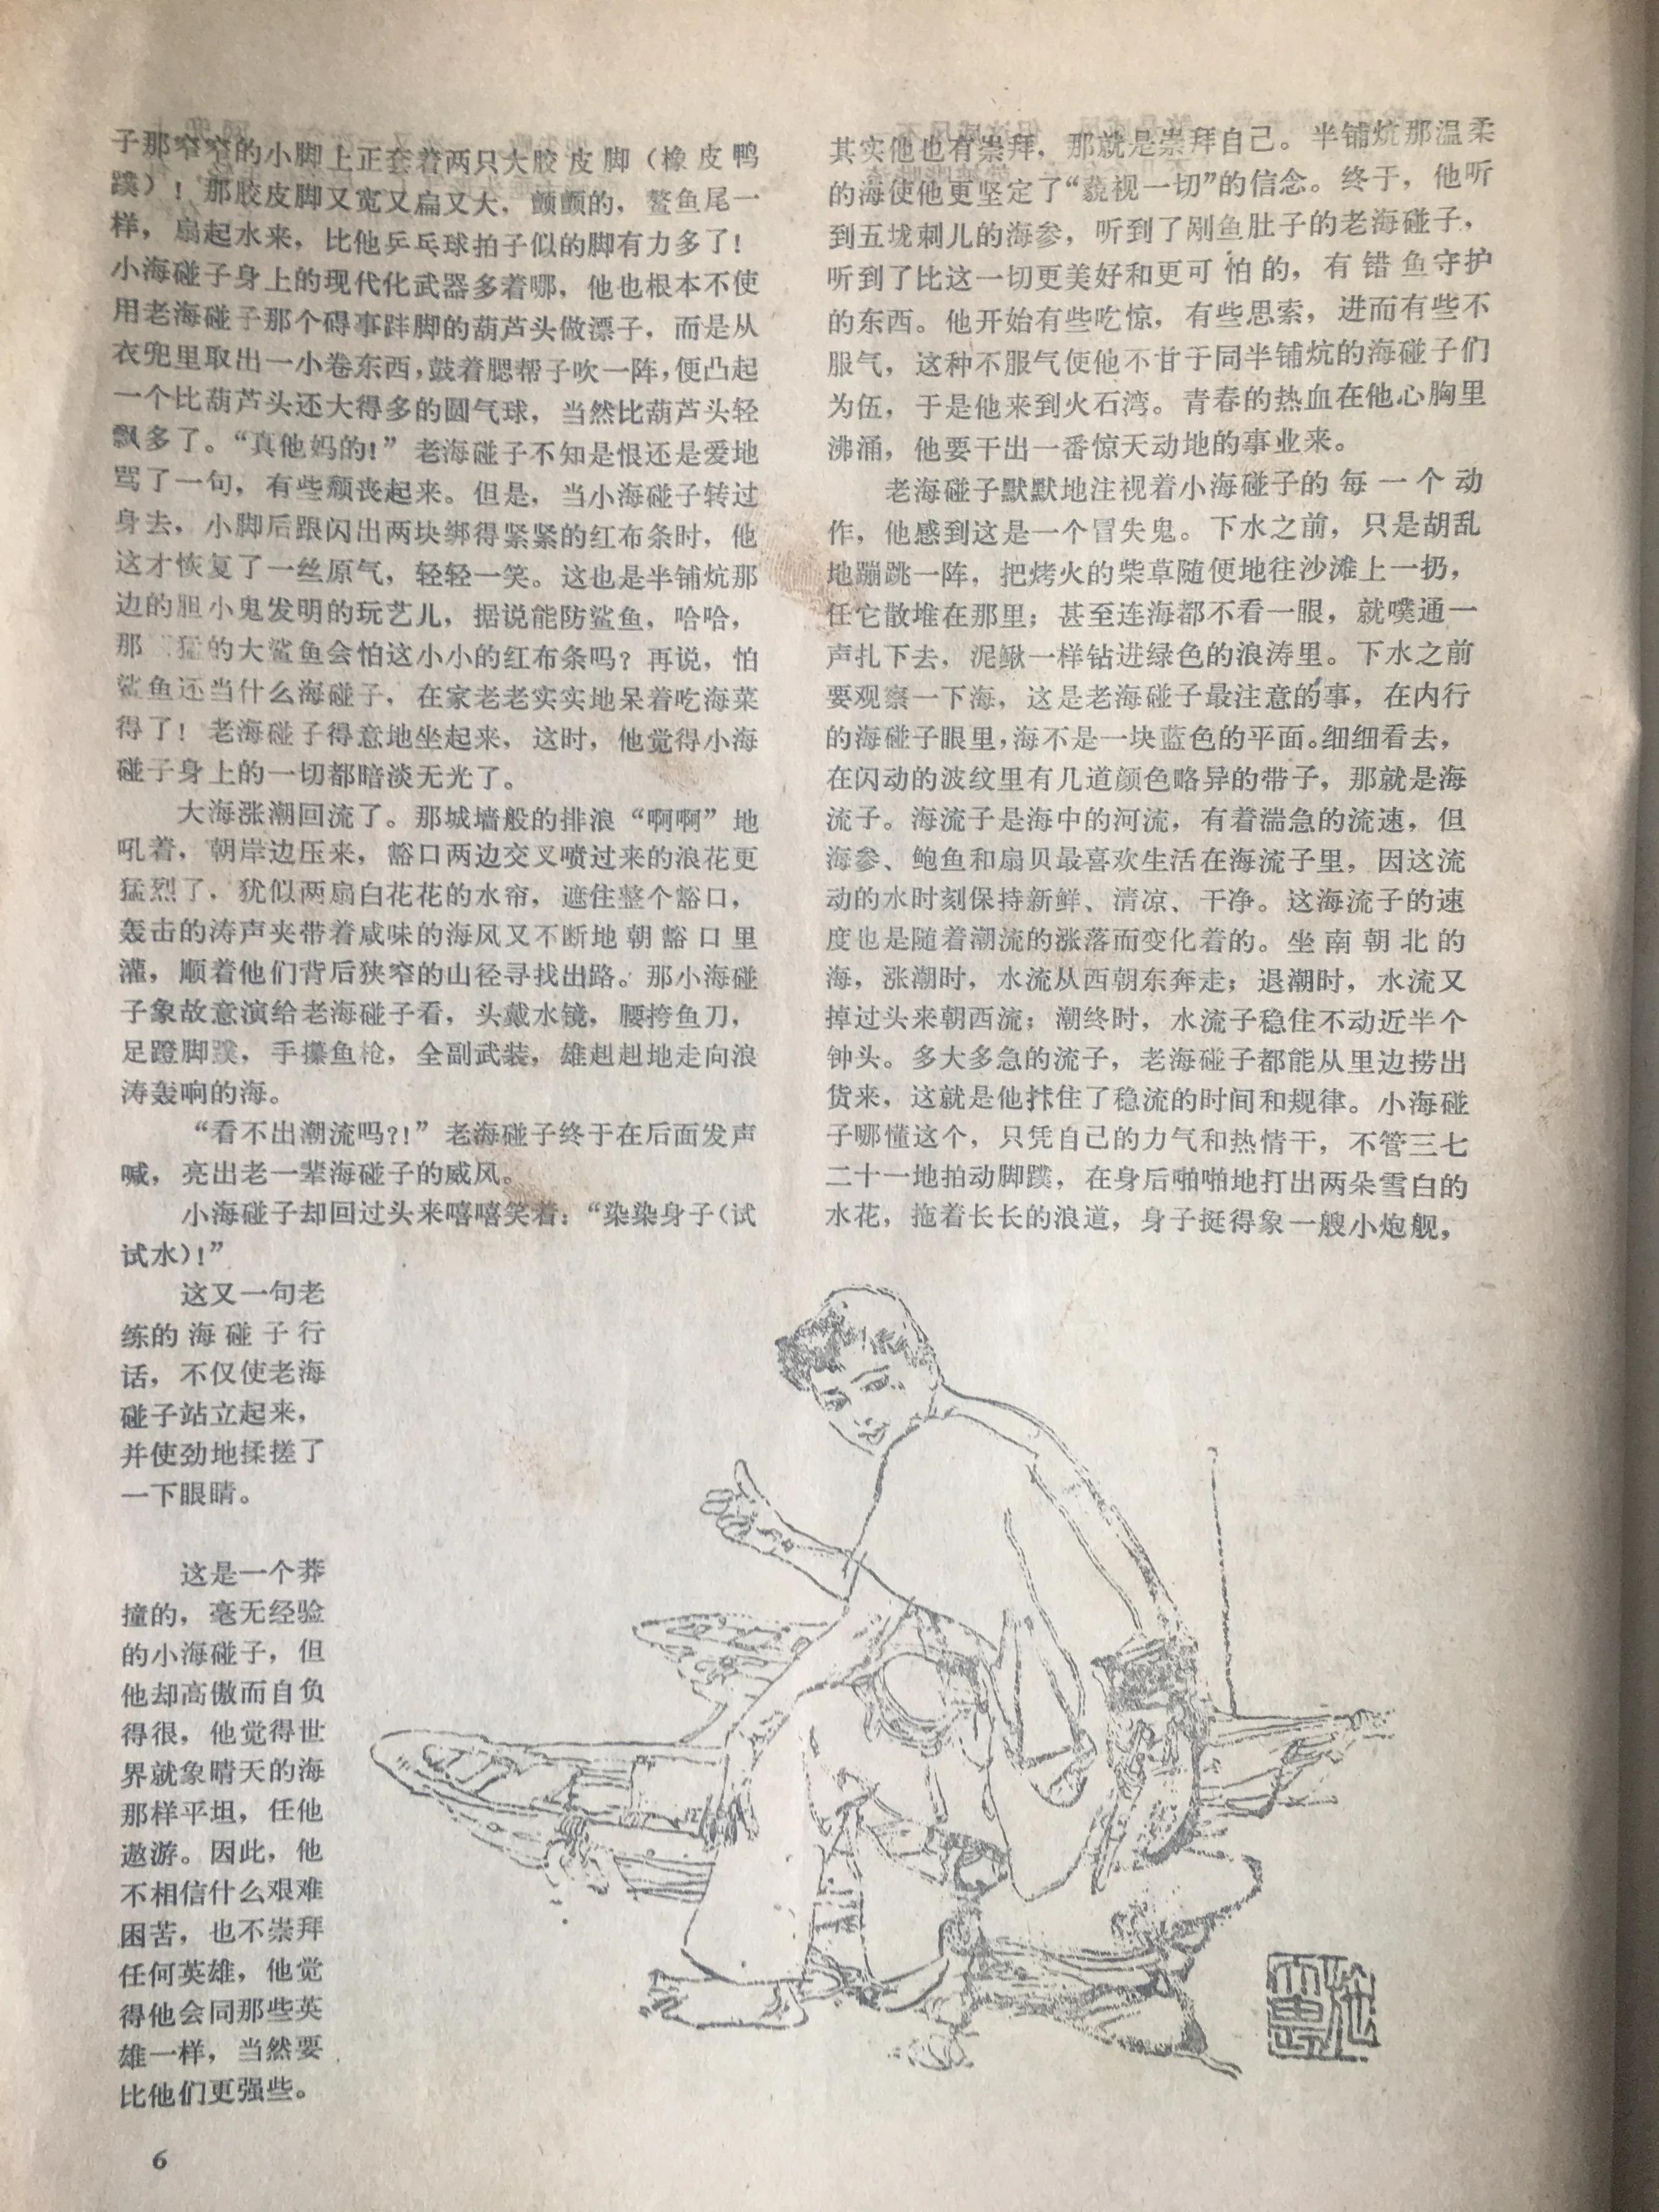 子那窄窄的小脚上正套着两只大胶皮脚（橡皮鸭
蹼）！那胶皮脚又宽又扁又大，颤颤的，鳌鱼尾一
样，扇起水来，比他乒乓球拍子似的脚有力多了！
小海碰子身上的现代化武器多着哪，他也根本不使
用老海碰子那个碍事跘脚的葫芦头做漂子，而是从
衣兜里取出一小卷东西，鼓着腮帮子吹一阵，便凸起
一个比葫芦头还大得多的圆气球，当然比葫芦头轻
飘多了。“真他妈的！”老海碰子不知是恨还是爱地
骂了一句，有些颓丧起来。但是，当小海碰子转过
身去，小脚后跟闪出两块绑得紧紧的红布条时，他
这才恢复了一丝原气，轻轻一笑。这也是半铺炕那
边的胆小鬼发明的玩艺儿，据说能防鲨鱼，哈哈，
那猛的大鲨鱼会怕这小小的红布条吗？再说，怕
鲨鱼还当什么海碰子，在家老老实实地呆着吃海菜
得了！老海碰子得意地坐起来，这时，他觉得小海
碰子身上的一切都暗淡无光了。
大海涨潮回流了。那城墙般的排浪“啊啊”地
吼着，朝岸边压来，豁口两边交叉喷过来的浪花更
猛烈了，犹似两扇白花花的水帘，遮住整个豁口，
轰击的涛声夹带着咸味的海风又不断地朝豁口里
灌，顺着他们背后狭窄的山径寻找出路。那小海碰
子象故意演给老海碰子看，头戴水镜，腰挎鱼刀，
足蹬脚蹼，手攥鱼枪，全副武装，雄赳赳地走向浪
涛轰响的海。
“看不出潮流吗？！”老海碰子终于在后面发声
喊，亮出老一辈海碰子的威风。
小海碰子却回过头来嘻嘻笑着：“染染身子（试
试水）！”
这又一句老
练的海碰子行
话，不仅使老海
碰子站立起来，
并使劲地揉搓了
一下眼睛。
这是一个莽
撞的，毫无经验
的小海碰子，但
他却高傲而自负
得很，他觉得世
界就象晴天的海
那样平坦，任他
遨游。因此，他
不相信什么艰难
困苦，也不崇拜
任何英雄，他觉
得他会同那些英
雄一样，当然要
比他们更强些。
其实他也有崇拜，那就是崇拜自己。半铺炕那温柔
的海使他更坚定了“藐视一切”的信念。终于，他听
到五垅刺儿的海参，听到了剐鱼肚子的老海碰子，
听到了比这一切更美好和更可怕的，有错鱼守护
的东西。他开始有些吃惊，有些思索，进而有些不
服气，这种不服气使他不甘于同半铺炕的海碰子们
为伍，于是他来到火石湾。青春的热血在他心胸里
沸涌，他要干出一番惊天动地的事业来。
老海碰子默默地注视着小海碰子的每一个动
作，他感到这是一个冒失鬼。下水之前，只是胡乱
地蹦跳一阵，把烤火的柴草随便地往沙滩上一扔，
任它散堆在那里；甚至连海都不看一眼，就噗通一
声扎下去，泥鳅一样钻进绿色的浪涛里。下水之前
要观察一下海，这是老海碰子最注意的事，在内行
的海碰子眼里，海不是一块蓝色的平面。细细看去，
在闪动的波纹里有几道颜色略异的带子，那就是海
流子。海流子是海中的河流，有着湍急的流速，但
海参、鲍鱼和扇贝最喜欢生活在海流子里，因这流
动的水时刻保持新鲜、清凉、干净。这海流子的速
度也是随着潮流的涨落而变化着的。坐南朝北的
海，涨潮时，水流从西朝东奔走；退潮时，水流又
掉过头来朝西流；潮终时，水流子稳住不动近半个
钟头。多大多急的流子，老海碰子都能从里边捞出
货来，这就是他拤住了稳流的时间和规律。小海碰
子哪懂这个，只凭自己的力气和热情干，不管三七
二十一地拍动脚蹼，在身后啪啪地打出两朵雪白的
水花，拖着长长的浪道，身子挺得象一艘小炮舰，
6